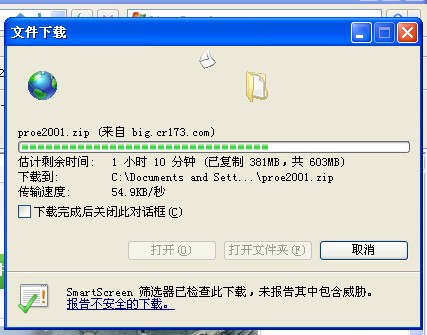 文件下载
proe2001.zip (来自 big.cr173.com)
估计剩余时间: 1 小时 10 分钟 (已复制 381MB，共 603MB)
下载到: C:\Documents and Sett...\proe2001.zip
传输速度: 54.9KB/秒
下载完成后关闭此对话框(C)
打开(O) 打开文件夹(F) 取消
SmartScreen 筛选器已检查此下载，未报告其中包含威胁。
报告不安全的下载。